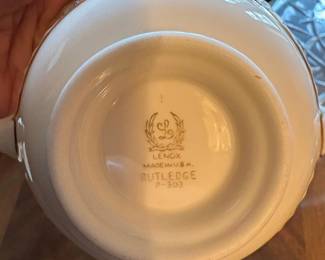 L
LENOX
MADE IN U.S.A.
RUTLEDGE
P-303